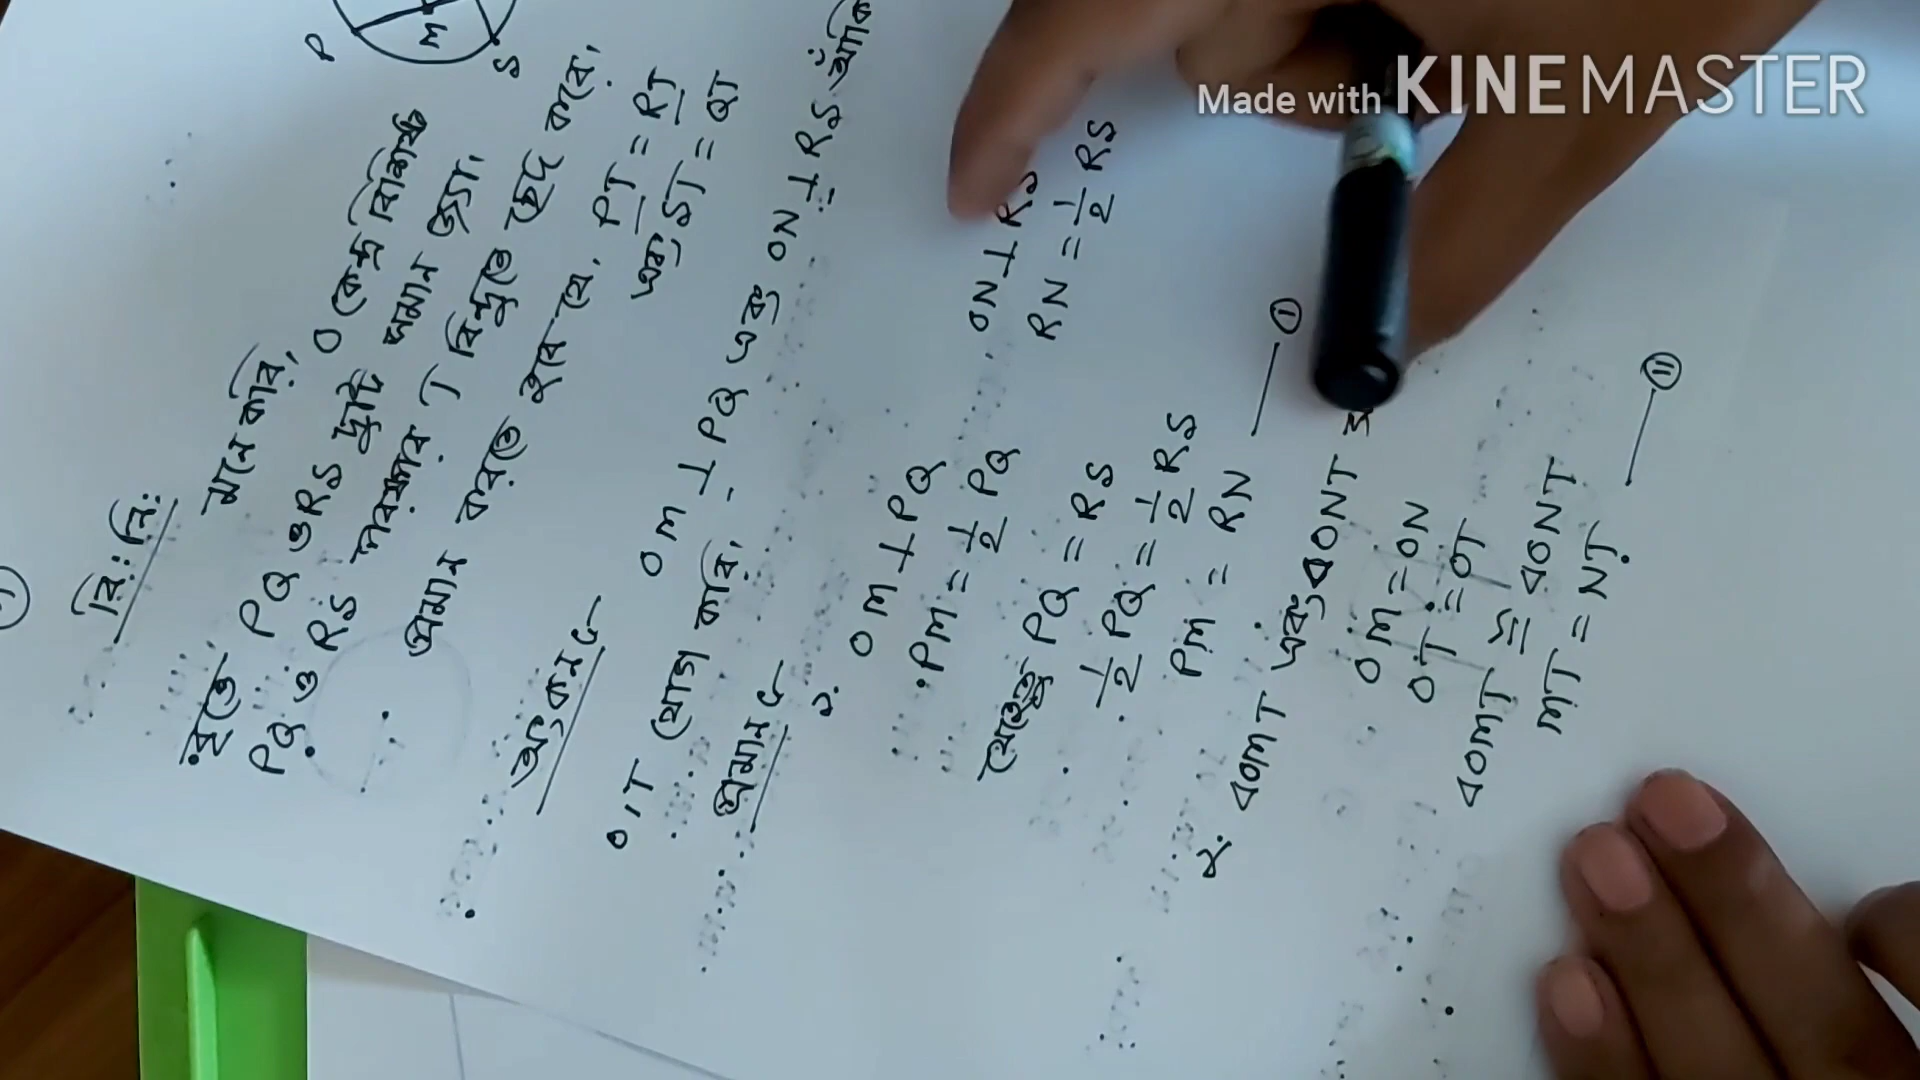 Made with KINEMASTER
P
M
S
বি: নি:
মনে করি, O কেন্দ্র বিশিষ্ট
বৃত্তে PQ ও RS দুটি সমান জ্যা.
PQ ও RS পরস্পর T বিন্দুতে ছেদ করে.
প্রমান করতে হবে যে, PT = RT
এবং ST = QT
অংকন :-
OM ⊥ PQ এবং ON ⊥ RS আঁকি
O, T যোগ করি.
প্রমান :-
১. OM ⊥ PQ , ON ⊥ RS
PM = 1/2 PQ RN = 1/2 RS
যেহেতু PQ = RS
1/2 PQ = 1/2 RS
PM = RN ——— (I)
২. ΔOMT এবং ΔONT এ
OM = ON
OT = OT
ΔOMT ≅ ΔONT
MT = NT ——— (II)